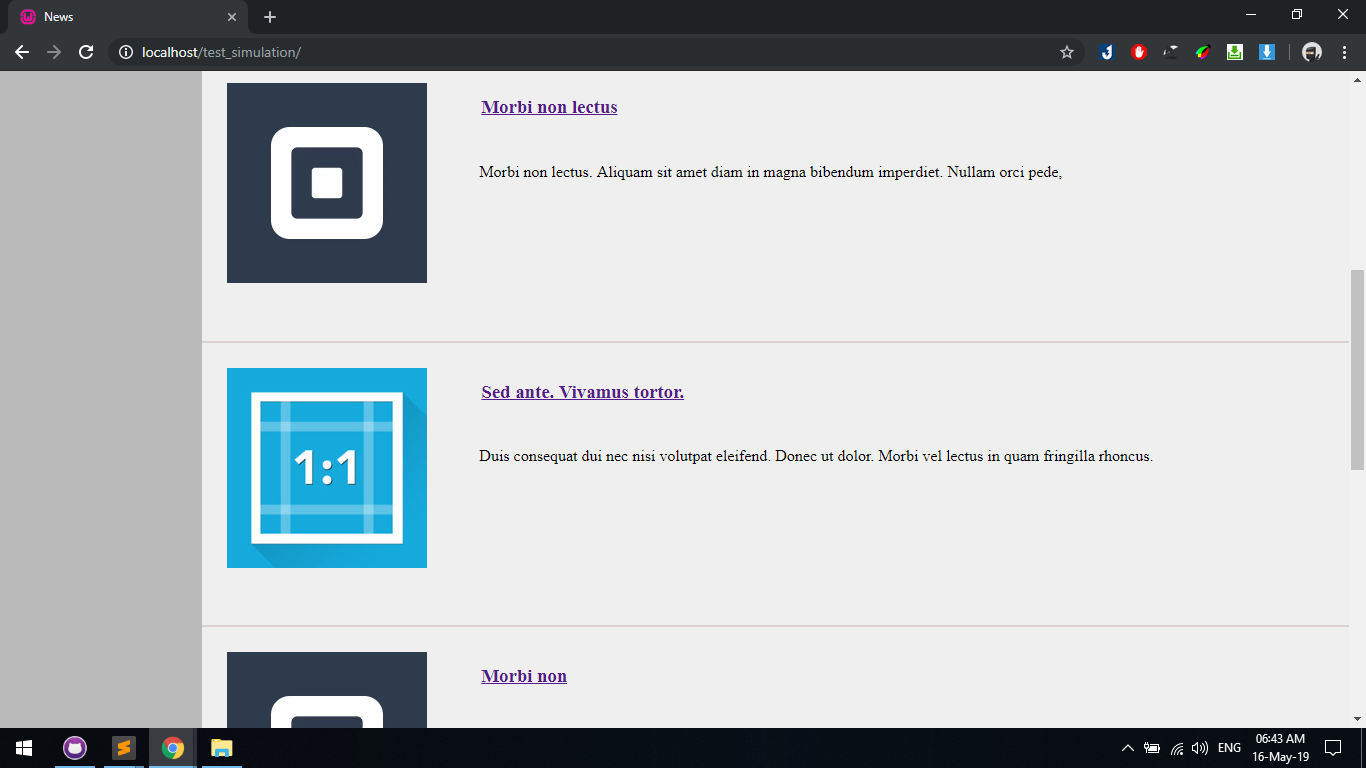 News
localhost/test_simulation/
Morbi non lectus
Morbi non lectus. Aliquam sit amet diam in magna bibendum imperdiet. Nullam orci pede,
1:1
Sed ante. Vivamus tortor.
Duis consequat dui nec nisi volutpat eleifend. Donec ut dolor. Morbi vel lectus in quam fringilla rhoncus.
Morbi non
ENG
06:43 AM
16-May-19